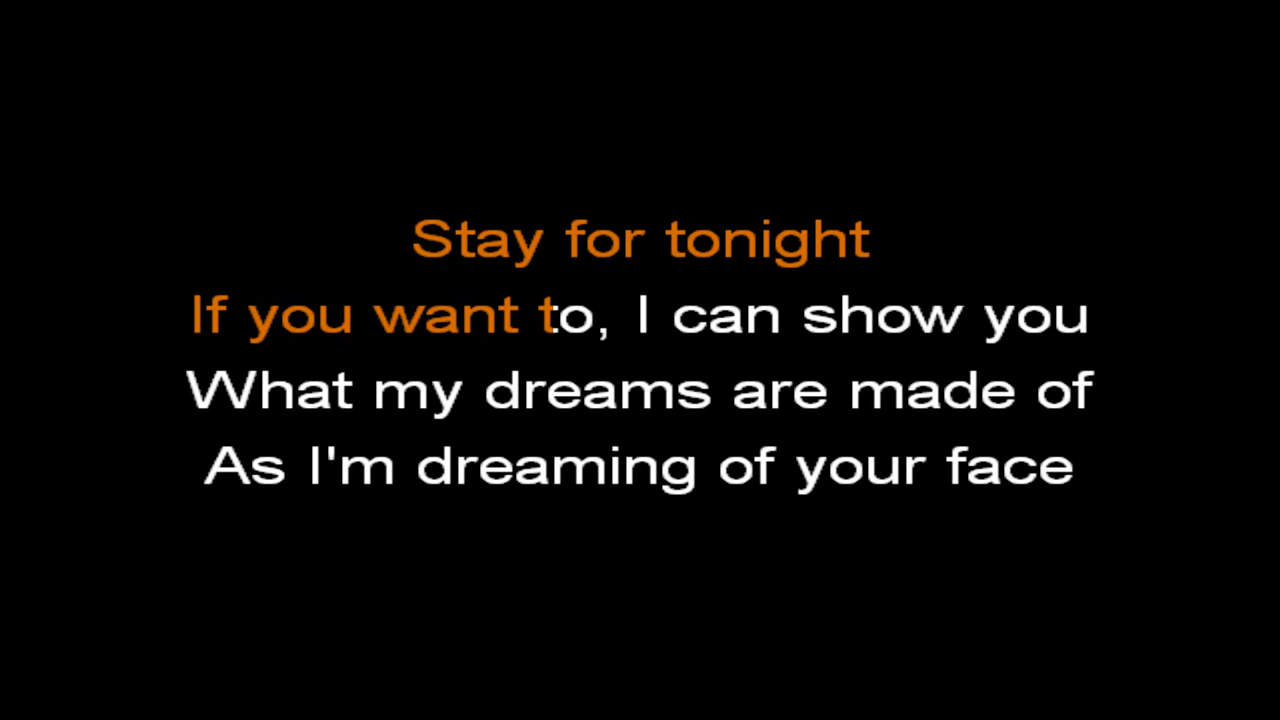 Stay for tonight
If you want to, I can show you
What my dreams are made of
As I'm dreaming of your face